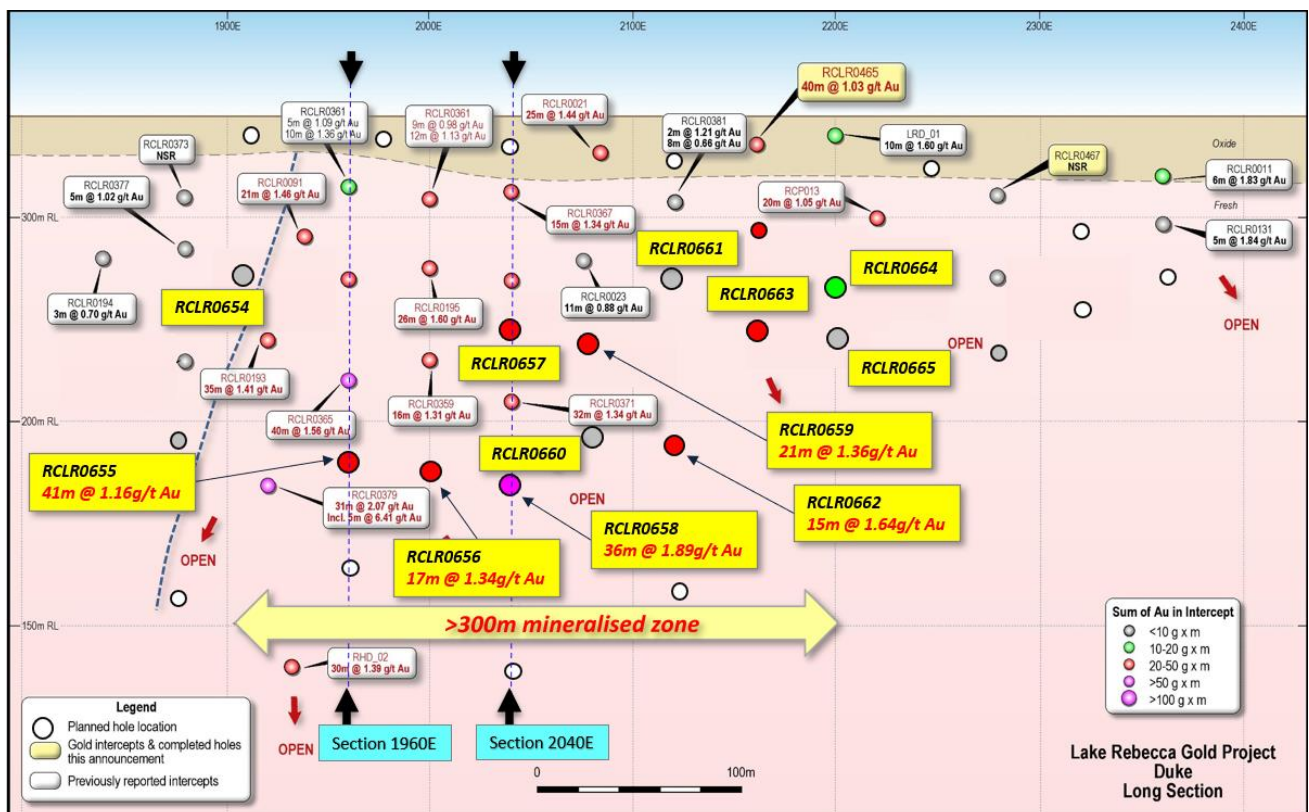 1900E
2000E
2100E
2200E
2300E
2400E
RCLR0361
5m @ 1.09 g/t Au
10m @ 1.36 g/t Au
RCLR0361
9m @ 0.98 g/t Au
12m @ 1.13 g/t Au
RCLR0021
25m @ 1.44 g/t Au
RCLR0465
40m @ 1.03 g/t Au
RCLR0381
2m @ 1.21 g/t Au
8m @ 0.66 g/t Au
LRD_01
10m @ 1.60 g/t Au
RCLR0373
NSR
Oxide
RCLR0467
NSR
RCLR0011
6m @ 1.83 g/t Au
RCLR0377
5m @ 1.02 g/t Au
RCLR0091
21m @ 1.46 g/t Au
RCP013
20m @ 1.05 g/t Au
300m RL
RCLR0367
15m @ 1.34 g/t Au
Fresh
RCLR0131
5m @ 1.84 g/t Au
RCLR0661
RCLR0664
RCLR0654
RCLR0663
RCLR0194
3m @ 0.70 g/t Au
RCLR0195
26m @ 1.60 g/t Au
RCLR0023
11m @ 0.88 g/t Au
OPEN
OPEN
RCLR0657
RCLR0665
RCLR0193
35m @ 1.41 g/t Au
RCLR0365
40m @ 1.56 g/t Au
RCLR0359
16m @ 1.31 g/t Au
RCLR0371
32m @ 1.34 g/t Au
200m RL
RCLR0659
21m @ 1.36g/t Au
RCLR0660
RCLR0655
41m @ 1.16g/t Au
RCLR0379
31m @ 2.07 g/t Au
Incl. 5m @ 6.41 g/t Au
OPEN
RCLR0662
15m @ 1.64g/t Au
RCLR0658
36m @ 1.89g/t Au
RCLR0656
17m @ 1.34g/t Au
OPEN
>300m mineralised zone
150m RL
Sum of Au in Intercept
<10 g x m
10-20 g x m
20-50 g x m
>50 g x m
>100 g x m
RHD_02
30m @ 1.39 g/t Au
OPEN
Legend
Planned hole location
Gold intercepts & completed holes
this announcement
Previously reported intercepts
Section 1960E
Section 2040E
0
100m
Lake Rebecca Gold Project
Duke
Long Section